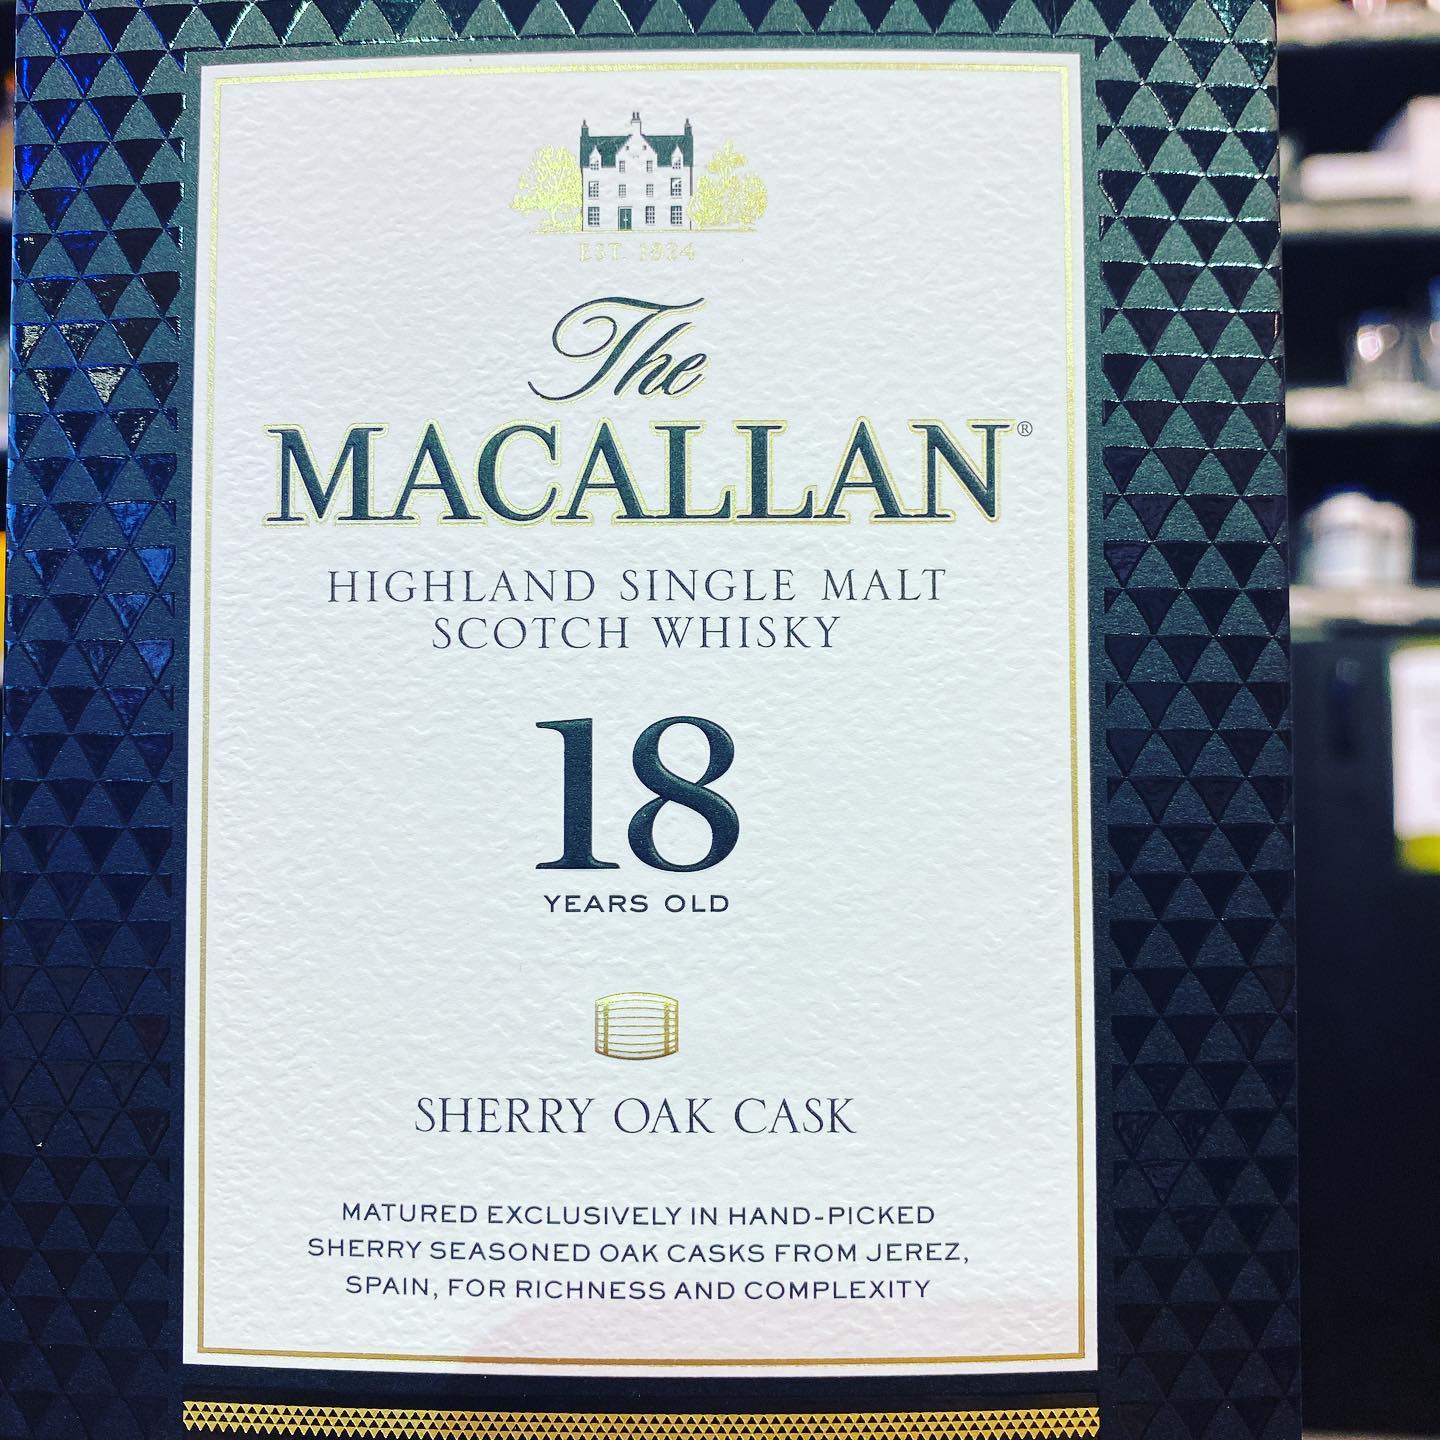 EST. 1824
The
MACALLAN®
HIGHLAND SINGLE MALT
SCOTCH WHISKY
18
YEARS OLD
SHERRY OAK CASK
MATURED EXCLUSIVELY IN HAND-PICKED
SHERRY SEASONED OAK CASKS FROM JEREZ,
SPAIN, FOR RICHNESS AND COMPLEXITY